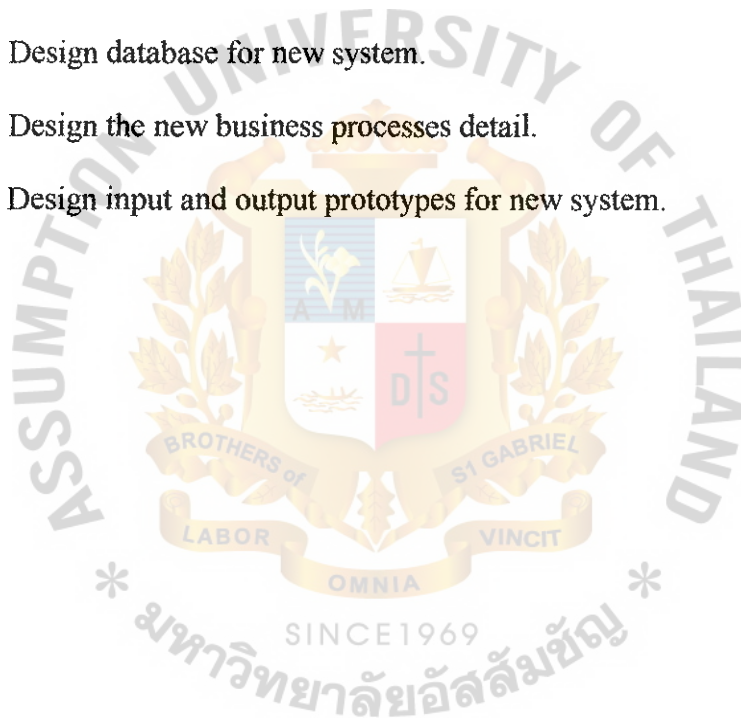 Design database for new system.
Design the new business processes detail.
Design input and output prototypes for new system.
ASSUMPTION UNIVERSITY OF THAILAND
A M
D S
BROTHERS of
S1 GABRIEL
LABOR
OMNIA
VINCIT
SINCE1969
มหาวิทยาลัยอัสสัมชัญ